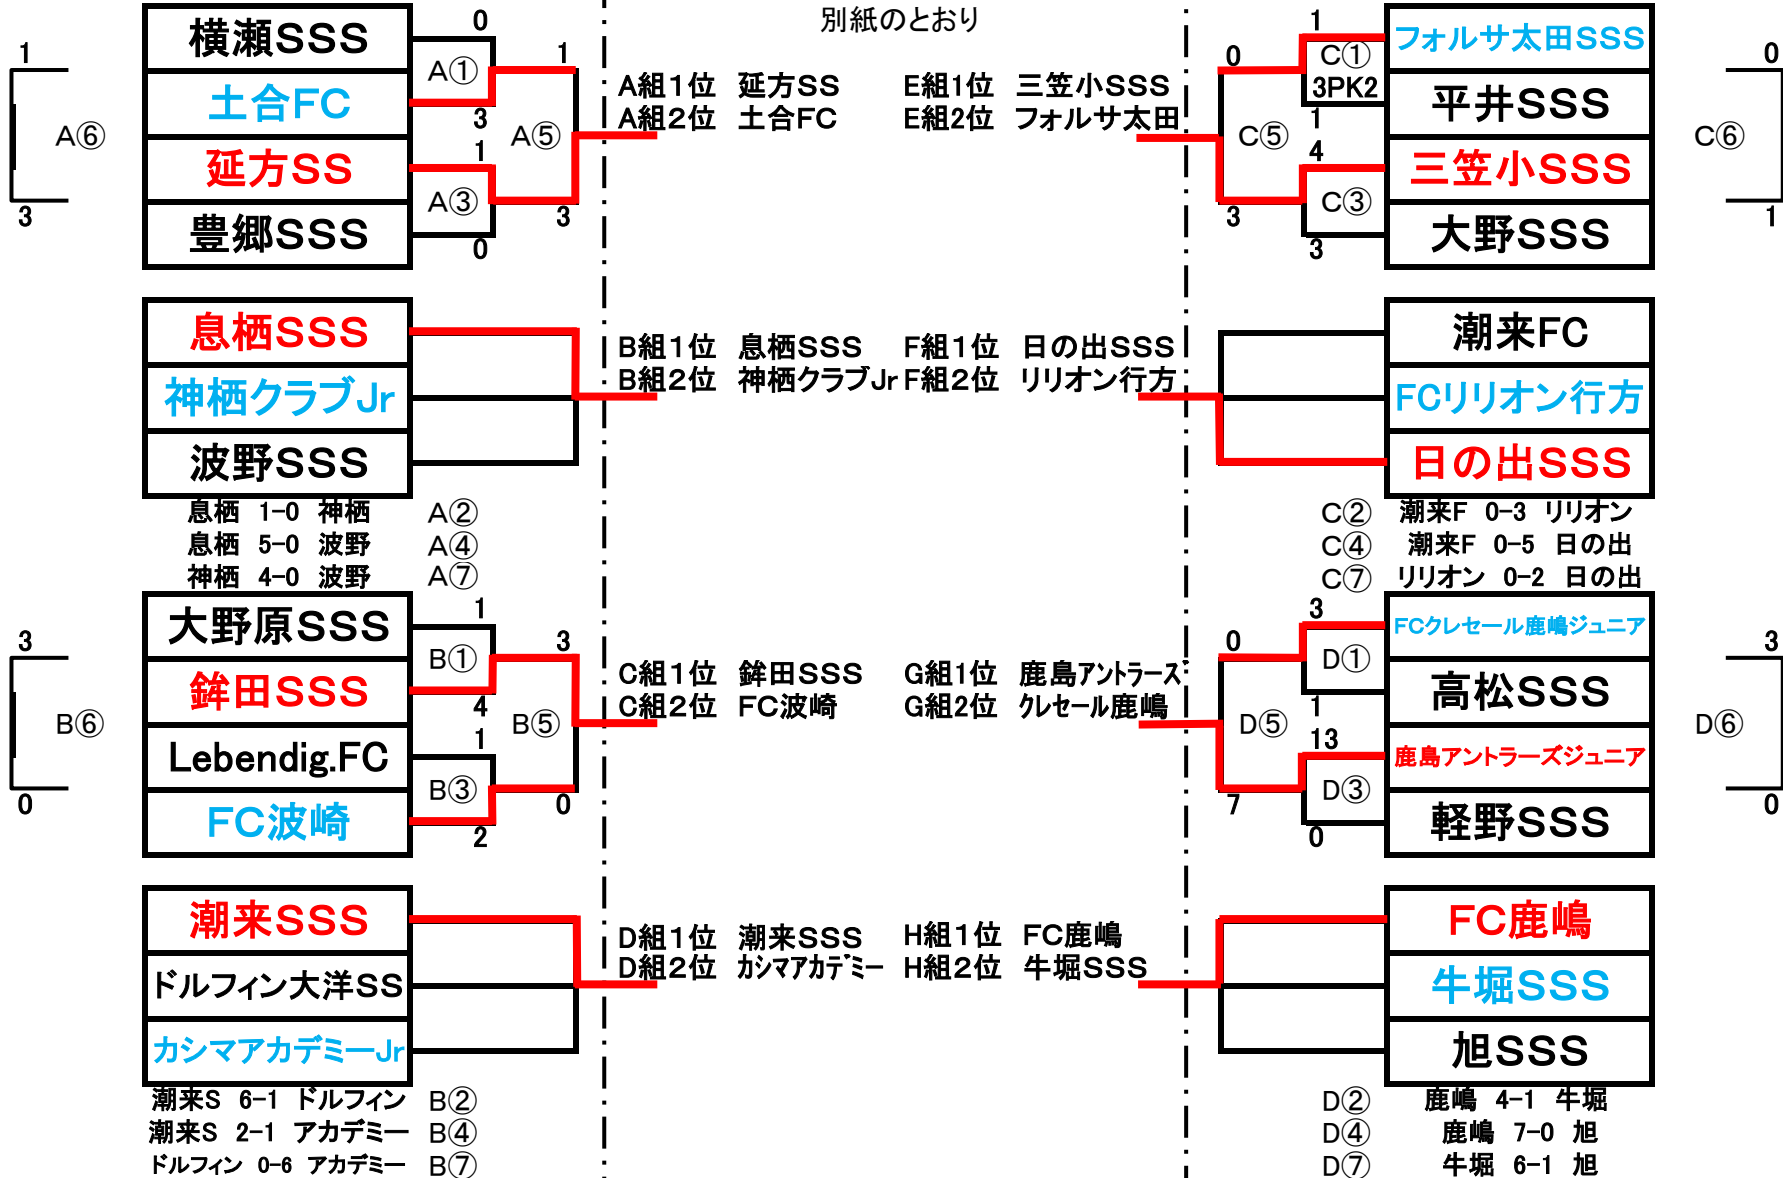 別紙のとおり
1
A⑥
3
横瀬SSS
土合FC
延方SS
豊郷SSS
0
A①
3
1
A③
0
1
A⑤
3
A組1位 延方SS
A組2位 土合FC
E組1位 三笠小SSS
E組2位 フォルサ太田
0
C⑤
3
1
C①
3PK2
1
4
C③
3
フォルサ太田SSS
平井SSS
三笠小SSS
大野SSS
0
C⑥
1
息栖SSS
神栖クラブJr
波野SSS
息栖 1-0 神栖 A②
息栖 5-0 波野 A④
神栖 4-0 波野 A⑦
B組1位 息栖SSS
B組2位 神栖クラブJr
F組1位 日の出SSS
F組2位 リリオン行方
潮来FC
FCリリオン行方
日の出SSS
C② 潮来F 0-3 リリオン
C④ 潮来F 0-5 日の出
C⑦ リリオン 0-2 日の出
3
B⑥
0
大野原SSS
鉾田SSS
Lebendig.FC
FC波崎
1
B①
4
1
B③
2
3
B⑤
0
C組1位 鉾田SSS
C組2位 FC波崎
G組1位 鹿島アントラーズ
G組2位 クレセール鹿嶋
0
D⑤
7
3
D①
1
13
D③
0
FCクレセール鹿嶋ジュニア
高松SSS
鹿島アントラーズジュニア
軽野SSS
3
D⑥
0
潮来SSS
ドルフィン大洋SS
カシマアカデミーJr
潮来S 6-1 ドルフィン B②
潮来S 2-1 アカデミー B④
ドルフィン 0-6 アカデミー B⑦
D組1位 潮来SSS
D組2位 カシマアカデミー
H組1位 FC鹿嶋
H組2位 牛堀SSS
FC鹿嶋
牛堀SSS
旭SSS
D② 鹿嶋 4-1 牛堀
D④ 鹿嶋 7-0 旭
D⑦ 牛堀 6-1 旭